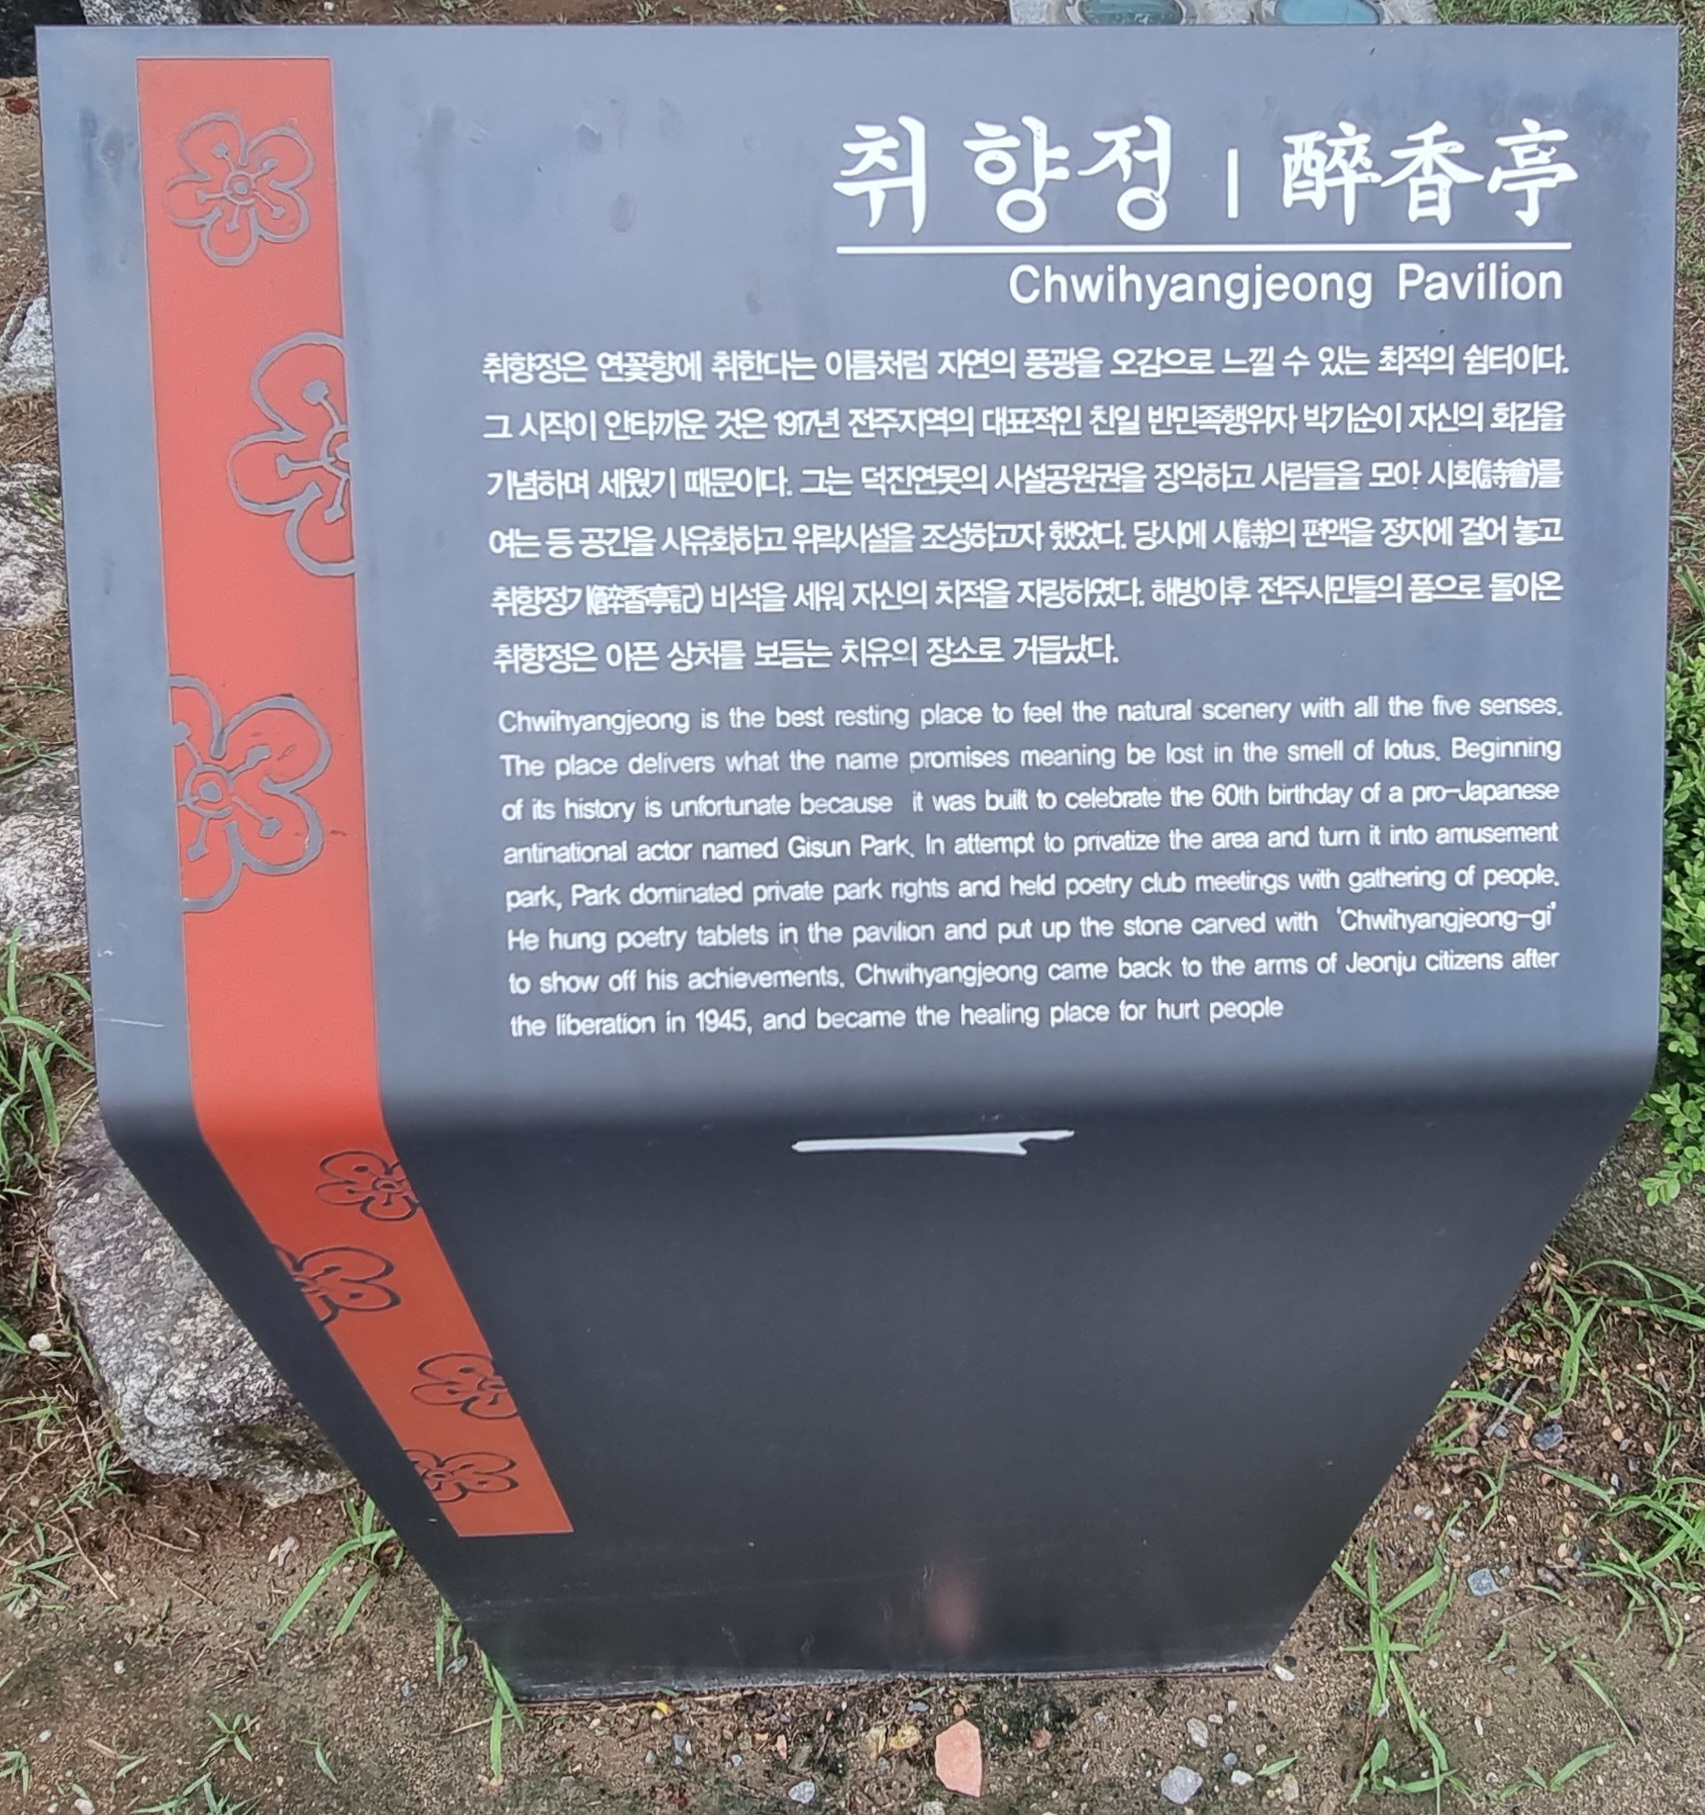 취향정 | 醉香亭
Chwihyangjeong Pavilion
취향정은 연꽃향에 취한다는 이름처럼 자연의 풍광을 오감으로 느낄 수 있는 최적의 쉼터이다.
그 시작이 안타까운 것은 1917년 전주지역의 대표적인 친일 반민족행위자 박기순이 자신의 회갑을
기념하며 세웠기 때문이다. 그는 덕진연못의 사설공원권을 장악하고 사람들을 모아 시회(詩會)를
여는 등 공간을 사유화하고 위락시설을 조성하고자 했었다. 당시에 시(詩)의 편액을 정자에 걸어 놓고
취향정기(醉香亭記) 비석을 세워 자신의 치적을 자랑하였다. 해방이후 전주시민들의 품으로 돌아온
취향정은 아픈 상처를 보듬는 치유의 장소로 거듭났다.
Chwihyangjeong is the best resting place to feel the natural scenery with all the five senses.
The place delivers what the name promises meaning be lost in the smell of lotus. Beginning
of its history is unfortunate because it was built to celebrate the 60th birthday of a pro-Japanese
antinational actor named Gisun Park. In attempt to privatize the area and turn it into amusement
park, Park dominated private park rights and held poetry club meetings with gathering of people.
He hung poetry tablets in the pavilion and put up the stone carved with 'Chwihyangjeong-gi'
to show off his achievements. Chwihyangjeong came back to the arms of Jeonju citizens after
the liberation in 1945, and became the healing place for hurt people